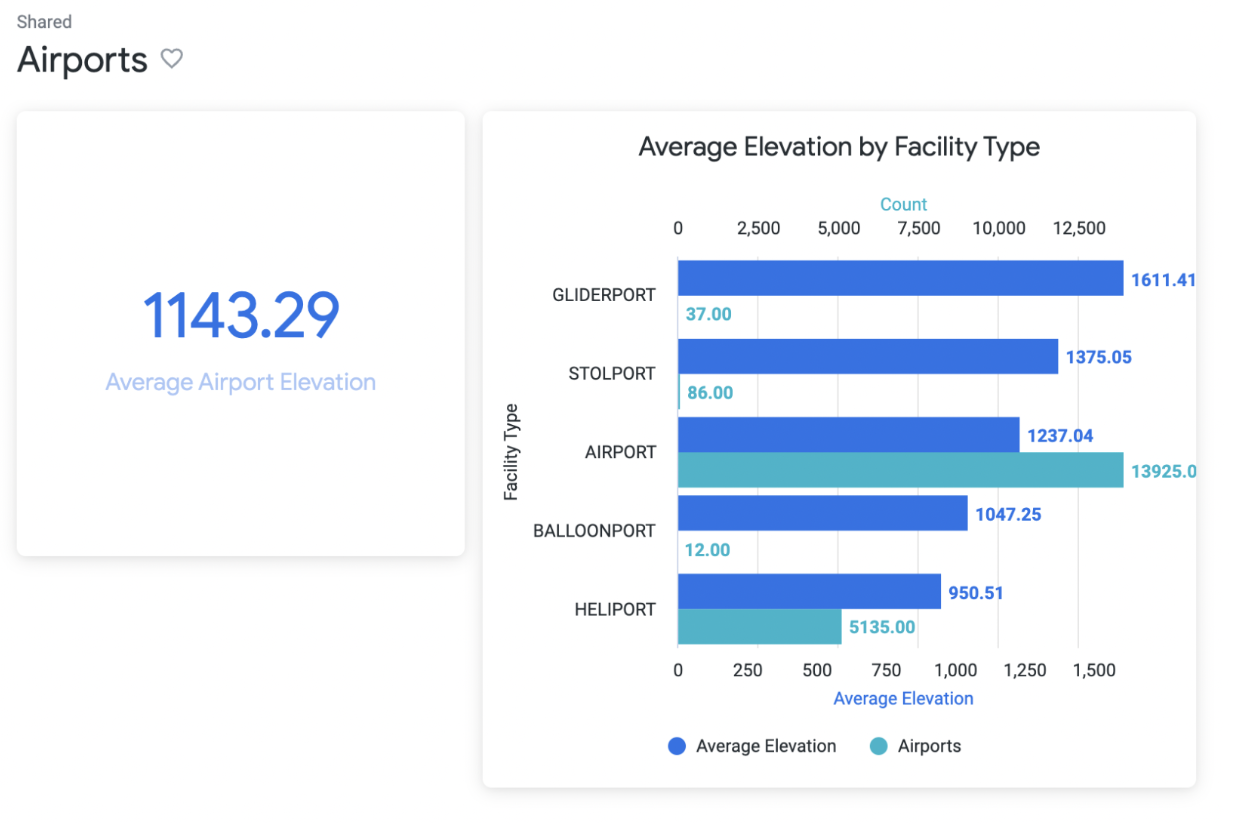 Shared
Airports
1143.29
Average Airport Elevation
Average Elevation by Facility Type
Count
0 2,500 5,000 7,500 10,000 12,500
Facility Type
GLIDERPORT 1611.41
37.00
STOLPORT 1375.05
86.00
AIRPORT 1237.04
13925.0
BALLOONPORT 1047.25
12.00
HELIPORT 950.51
5135.00
0 250 500 750 1,000 1,250 1,500
Average Elevation
Average Elevation Airports